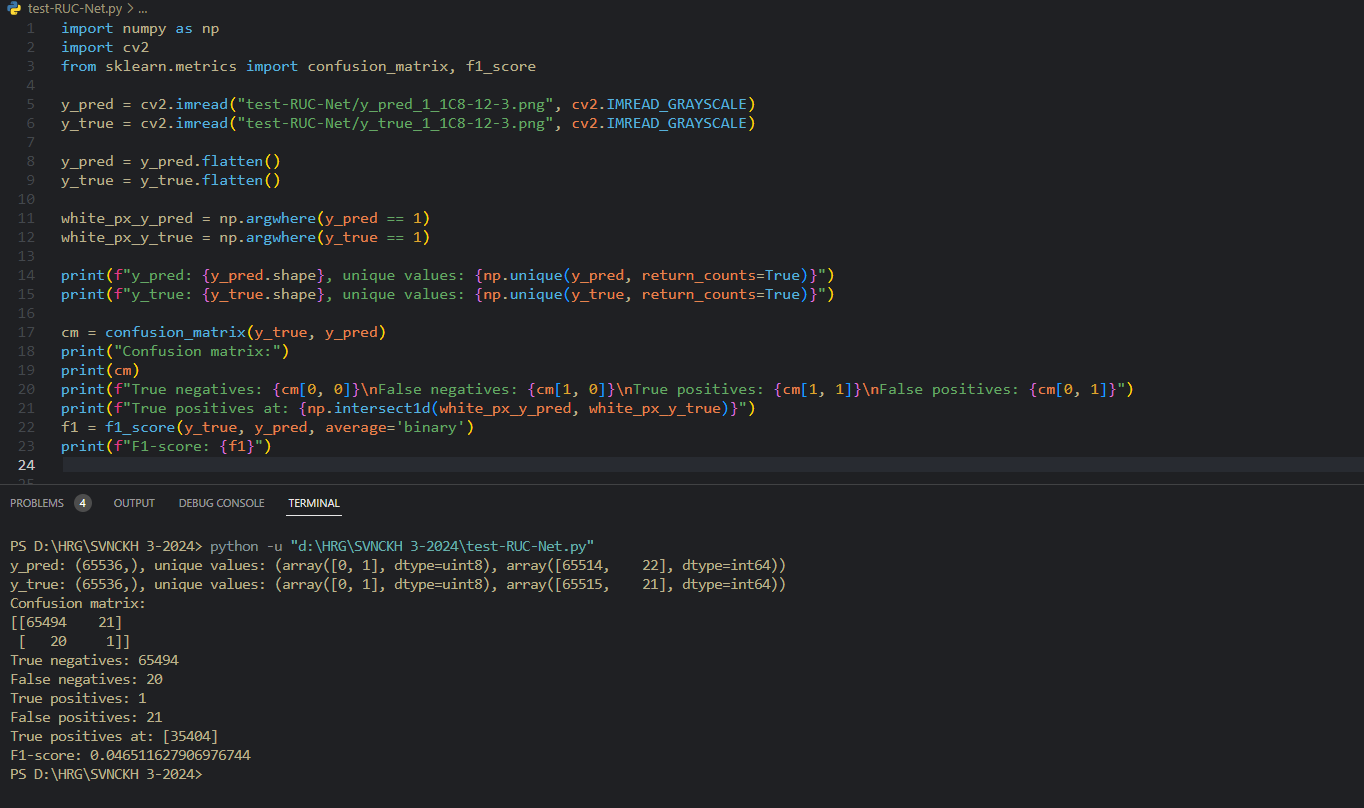 test-RUC-Net.py > ...
1 import numpy as np
2 import cv2
3 from sklearn.metrics import confusion_matrix, f1_score
4
5 y_pred = cv2.imread("test-RUC-Net/y_pred_1_1C8-12-3.png", cv2.IMREAD_GRAYSCALE)
6 y_true = cv2.imread("test-RUC-Net/y_true_1_1C8-12-3.png", cv2.IMREAD_GRAYSCALE)
7
8 y_pred = y_pred.flatten()
9 y_true = y_true.flatten()
10
11 white_px_y_pred = np.argwhere(y_pred == 1)
12 white_px_y_true = np.argwhere(y_true == 1)
13
14 print(f"y_pred: {y_pred.shape}, unique values: {np.unique(y_pred, return_counts=True)}")
15 print(f"y_true: {y_true.shape}, unique values: {np.unique(y_true, return_counts=True)}")
16
17 cm = confusion_matrix(y_true, y_pred)
18 print("Confusion matrix:")
19 print(cm)
20 print(f"True negatives: {cm[0, 0]}\nFalse negatives: {cm[1, 0]}\nTrue positives: {cm[1, 1]}\nFalse positives: {cm[0, 1]}")
21 print(f"True positives at: {np.intersect1d(white_px_y_pred, white_px_y_true)}")
22 f1 = f1_score(y_true, y_pred, average='binary')
23 print(f"F1-score: {f1}")
24
25
PROBLEMS 4 OUTPUT DEBUG CONSOLE TERMINAL
PS D:\HRG\SVNCKH 3-2024> python -u "d:\HRG\SVNCKH 3-2024\test-RUC-Net.py"
y_pred: (65536,), unique values: (array([0, 1], dtype=uint8), array([65514,    22], dtype=int64))
y_true: (65536,), unique values: (array([0, 1], dtype=uint8), array([65515,    21], dtype=int64))
Confusion matrix:
[[65494    21]
 [   20     1]]
True negatives: 65494
False negatives: 20
True positives: 1
False positives: 21
True positives at: [35404]
F1-score: 0.046511627906976744
PS D:\HRG\SVNCKH 3-2024>